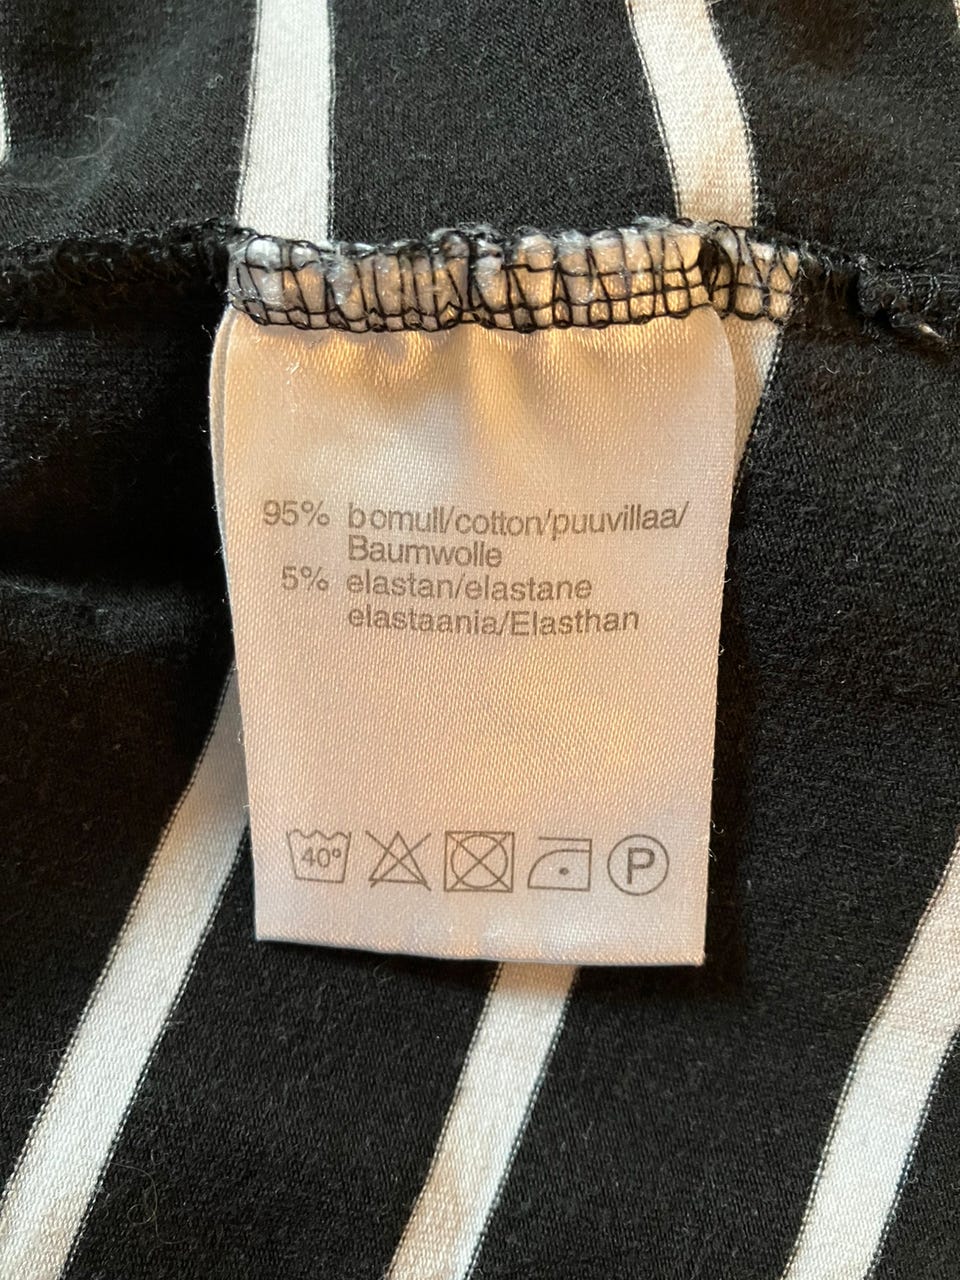 95% bomull/cotton/puuvillaa/
Baumwolle
5% elastan/elastane
elastaania/Elasthan
40° P